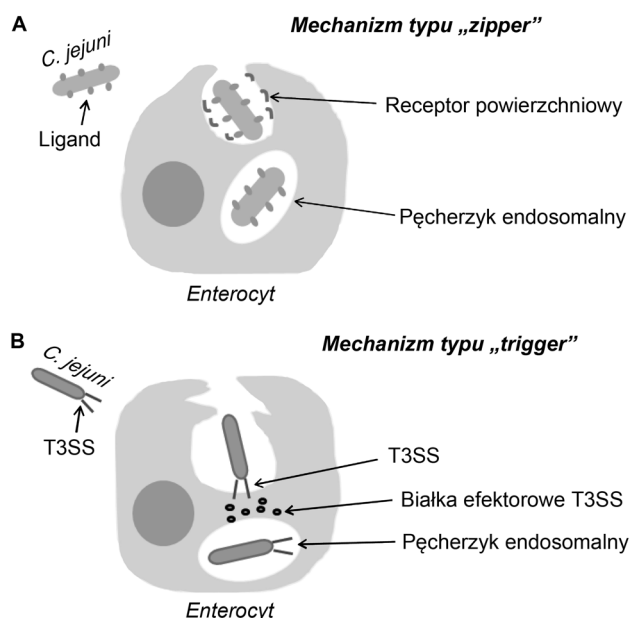 A
Mechanizm typu „zipper”
C. jejuni
Ligand
Receptor powierzchniowy
Pęcherzyk endosomalny
Enterocyt
B
Mechanizm typu „trigger”
C. jejuni
T3SS
T3SS
Białka efektorowe T3SS
Pęcherzyk endosomalny
Enterocyt